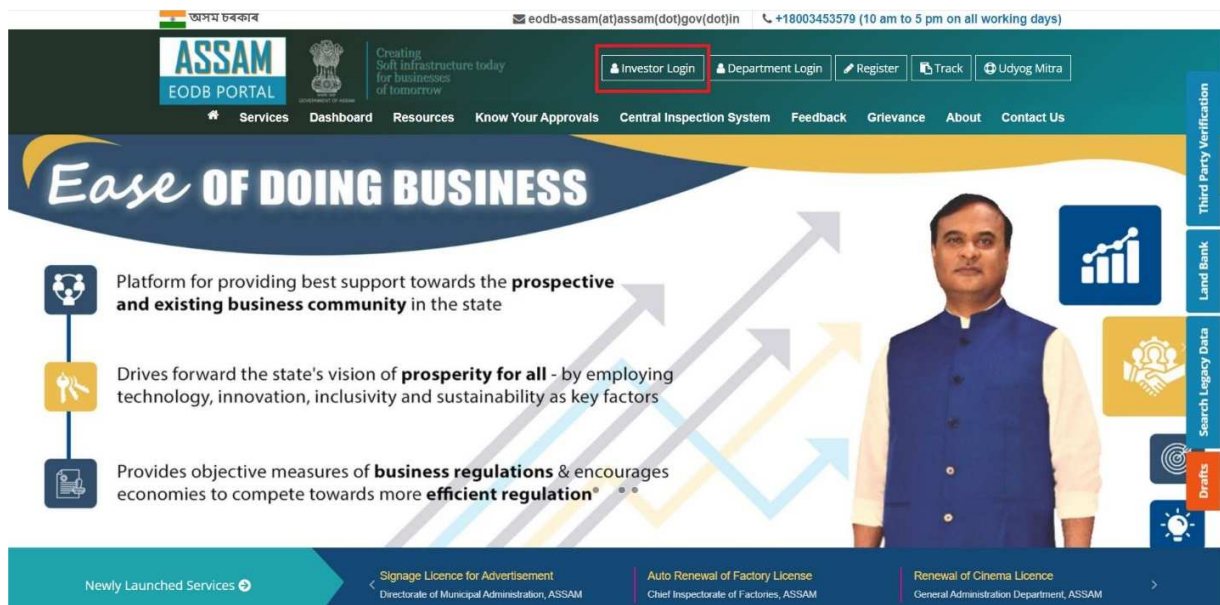 অসম চৰকাৰ
eodb-assam(at)assam(dot)gov(dot)in
+18003453579 (10 am to 5 pm on all working days)
ASSAM
EODB PORTAL
GOVERNMENT OF ASSAM
Creating
Soft infrastructure today
for businesses
of tomorrow
Investor Login
Department Login
Register
Track
Udyog Mitra
Services Dashboard Resources Know Your Approvals Central Inspection System Feedback Grievance About Contact Us
Ease OF DOING BUSINESS
Platform for providing best support towards the prospective
and existing business community in the state
Drives forward the state's vision of prosperity for all - by employing
technology, innovation, inclusivity and sustainability as key factors
Provides objective measures of business regulations & encourages
economies to compete towards more efficient regulation
Third Party Verification
Land Bank
Search Legacy Data
Drafts
Newly Launched Services
Signage Licence for Advertisement
Directorate of Municipal Administration, ASSAM
Auto Renewal of Factory License
Chief Inspectorate of Factories, ASSAM
Renewal of Cinema Licence
General Administration Department, ASSAM